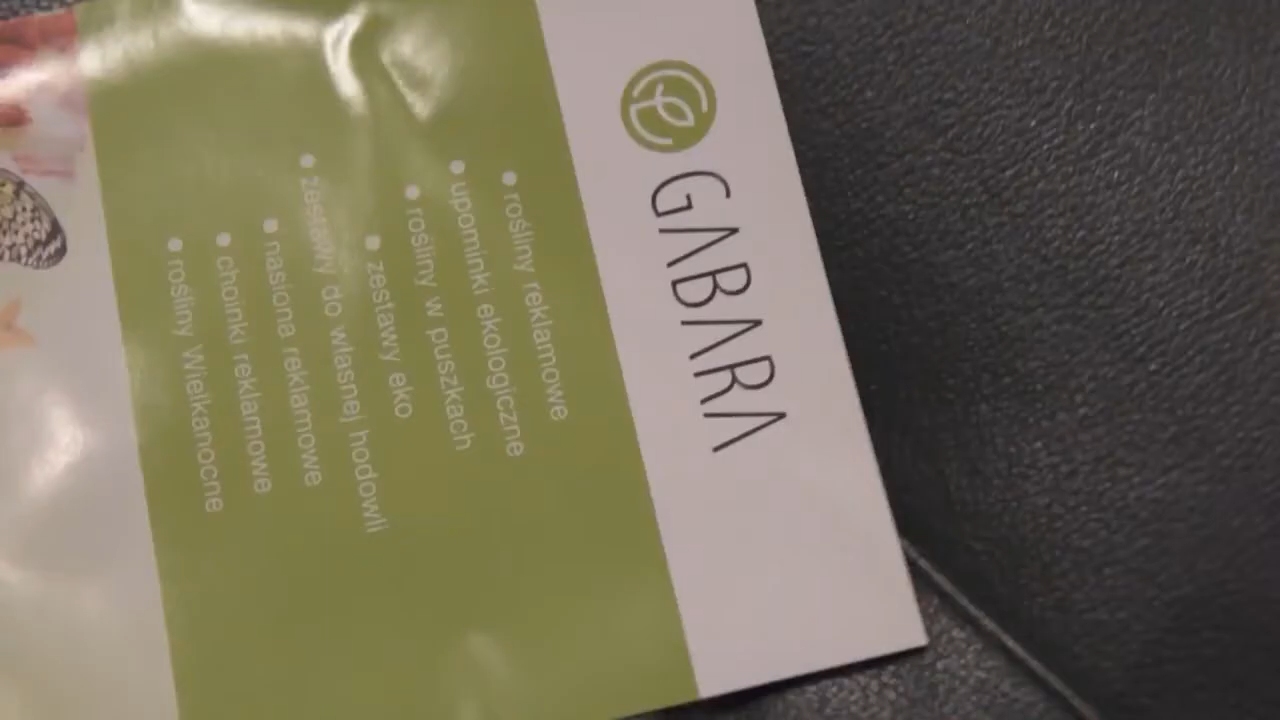 GABARA
• rośliny reklamowe
• upominki ekologiczne
• rośliny w puszkach
• zestawy eko
• zestawy do własnej hodowli
• nasiona reklamowe
• choinki reklamowe
• rośliny Wielkanocne